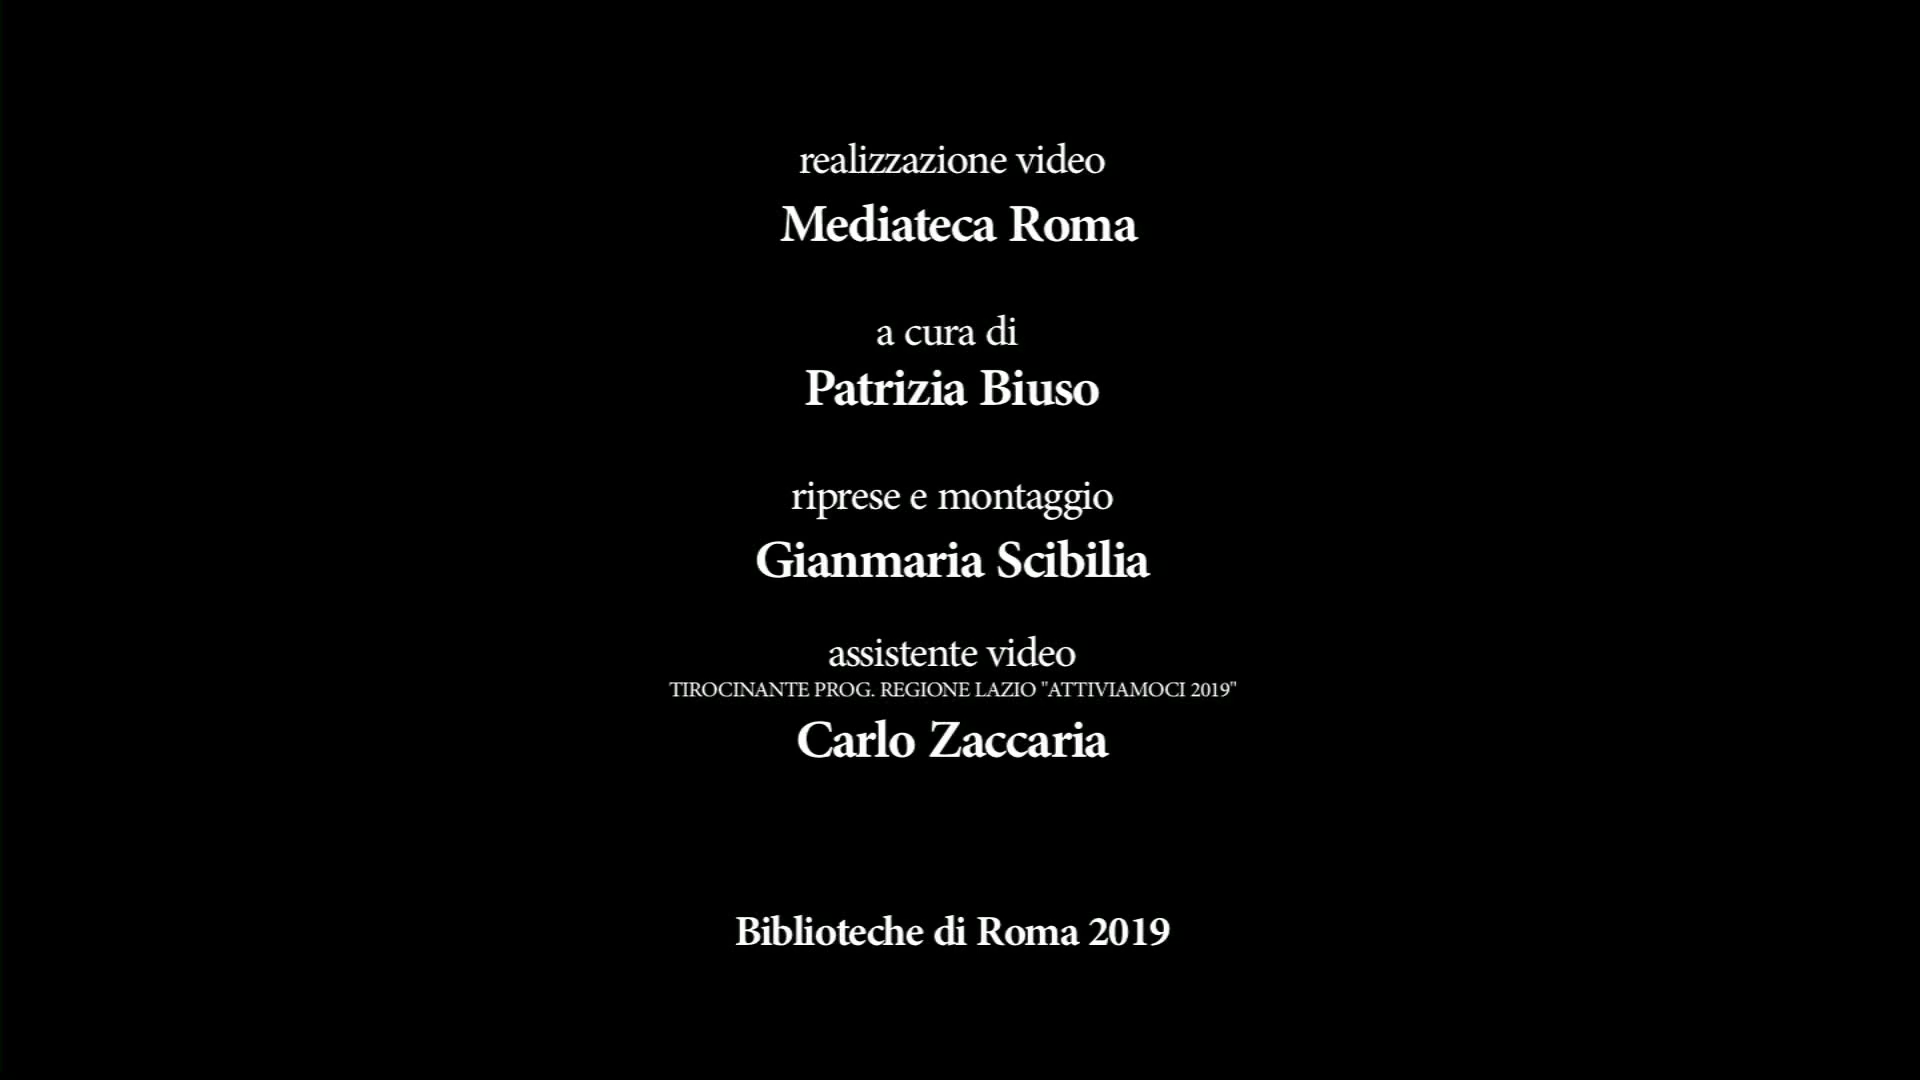 realizzazione video
Mediateca Roma
a cura di
Patrizia Biuso
riprese e montaggio
Gianmaria Scibilia
assistente video
TIROCINANTE PROG. REGIONE LAZIO "ATTIVIAMOCI 2019"
Carlo Zaccaria
Biblioteche di Roma 2019